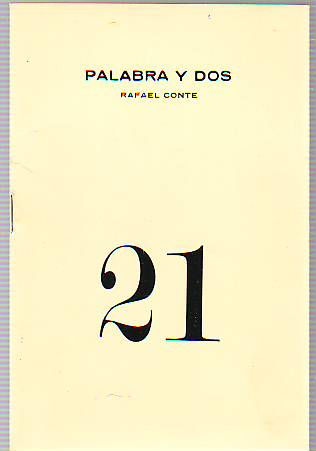 PALABRA Y DOS
RAFAEL CONTE
21